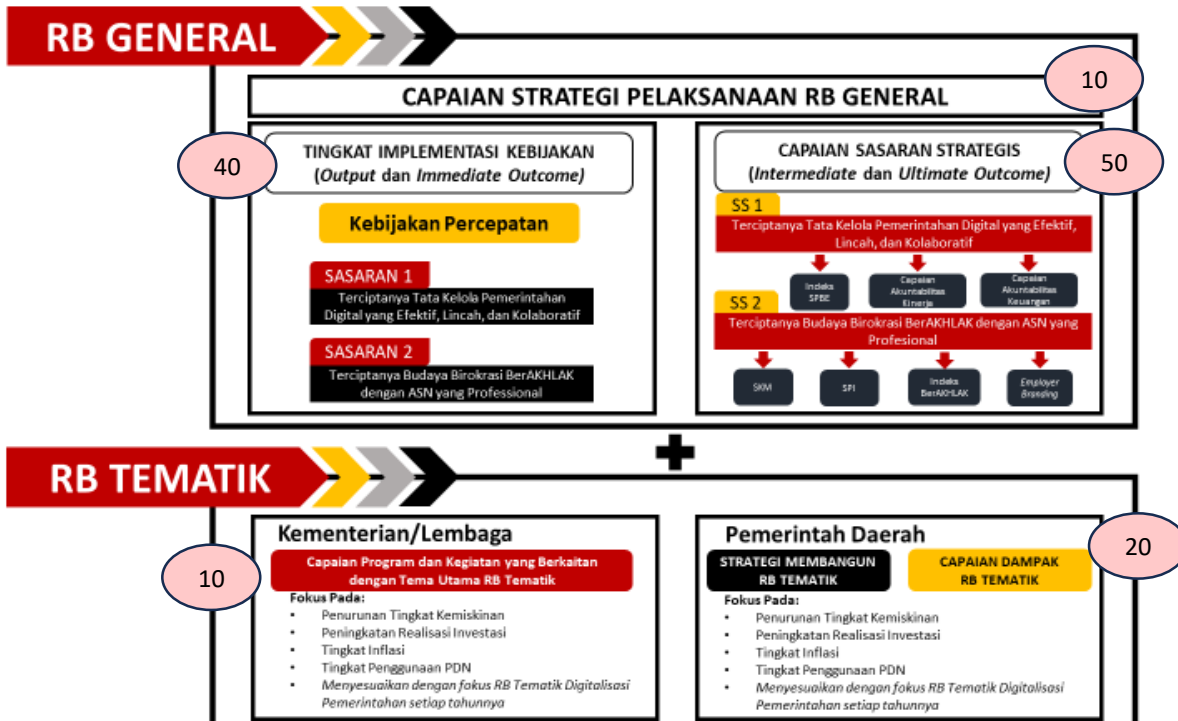 RB GENERAL
10
CAPAIAN STRATEGI PELAKSANAAN RB GENERAL
40
TINGKAT IMPLEMENTASI KEBIJAKAN
(Output dan Immediate Outcome)
Kebijakan Percepatan
SASARAN 1
Terciptanya Tata Kelola Pemerintahan
Digital yang Efektif, Lincah, dan Kolaboratif
SASARAN 2
Terciptanya Budaya Birokrasi BerAKHLAK
dengan ASN yang Professional
50
CAPAIAN SASARAN STRATEGIS
(Intermediate dan Ultimate Outcome)
SS 1
Terciptanya Tata Kelola Pemerintahan Digital yang Efektif,
Lincah, dan Kolaboratif
Indeks
SPBE
Capaian
Akuntabilitas
Kinerja
Capaian
Akuntabilitas
Keuangan
SS 2
Terciptanya Budaya Birokrasi BerAKHLAK dengan ASN yang
Profesional
SKM
SPI
Indeks
BerAKHLAK
Employer
Branding
RB TEMATIK
10
Kementerian/Lembaga
Capaian Program dan Kegiatan yang Berkaitan
dengan Tema Utama RB Tematik
Fokus Pada:
• Penurunan Tingkat Kemiskinan
• Peningkatan Realisasi Investasi
• Tingkat Inflasi
• Tingkat Penggunaan PDN
• Menyesuaikan dengan fokus RB Tematik Digitalisasi
Pemerintahan setiap tahunnya
20
Pemerintah Daerah
STRATEGI MEMBANGUN
RB TEMATIK
CAPAIAN DAMPAK
RB TEMATIK
Fokus Pada:
• Penurunan Tingkat Kemiskinan
• Peningkatan Realisasi Investasi
• Tingkat Inflasi
• Tingkat Penggunaan PDN
• Menyesuaikan dengan fokus RB Tematik Digitalisasi
Pemerintahan setiap tahunnya